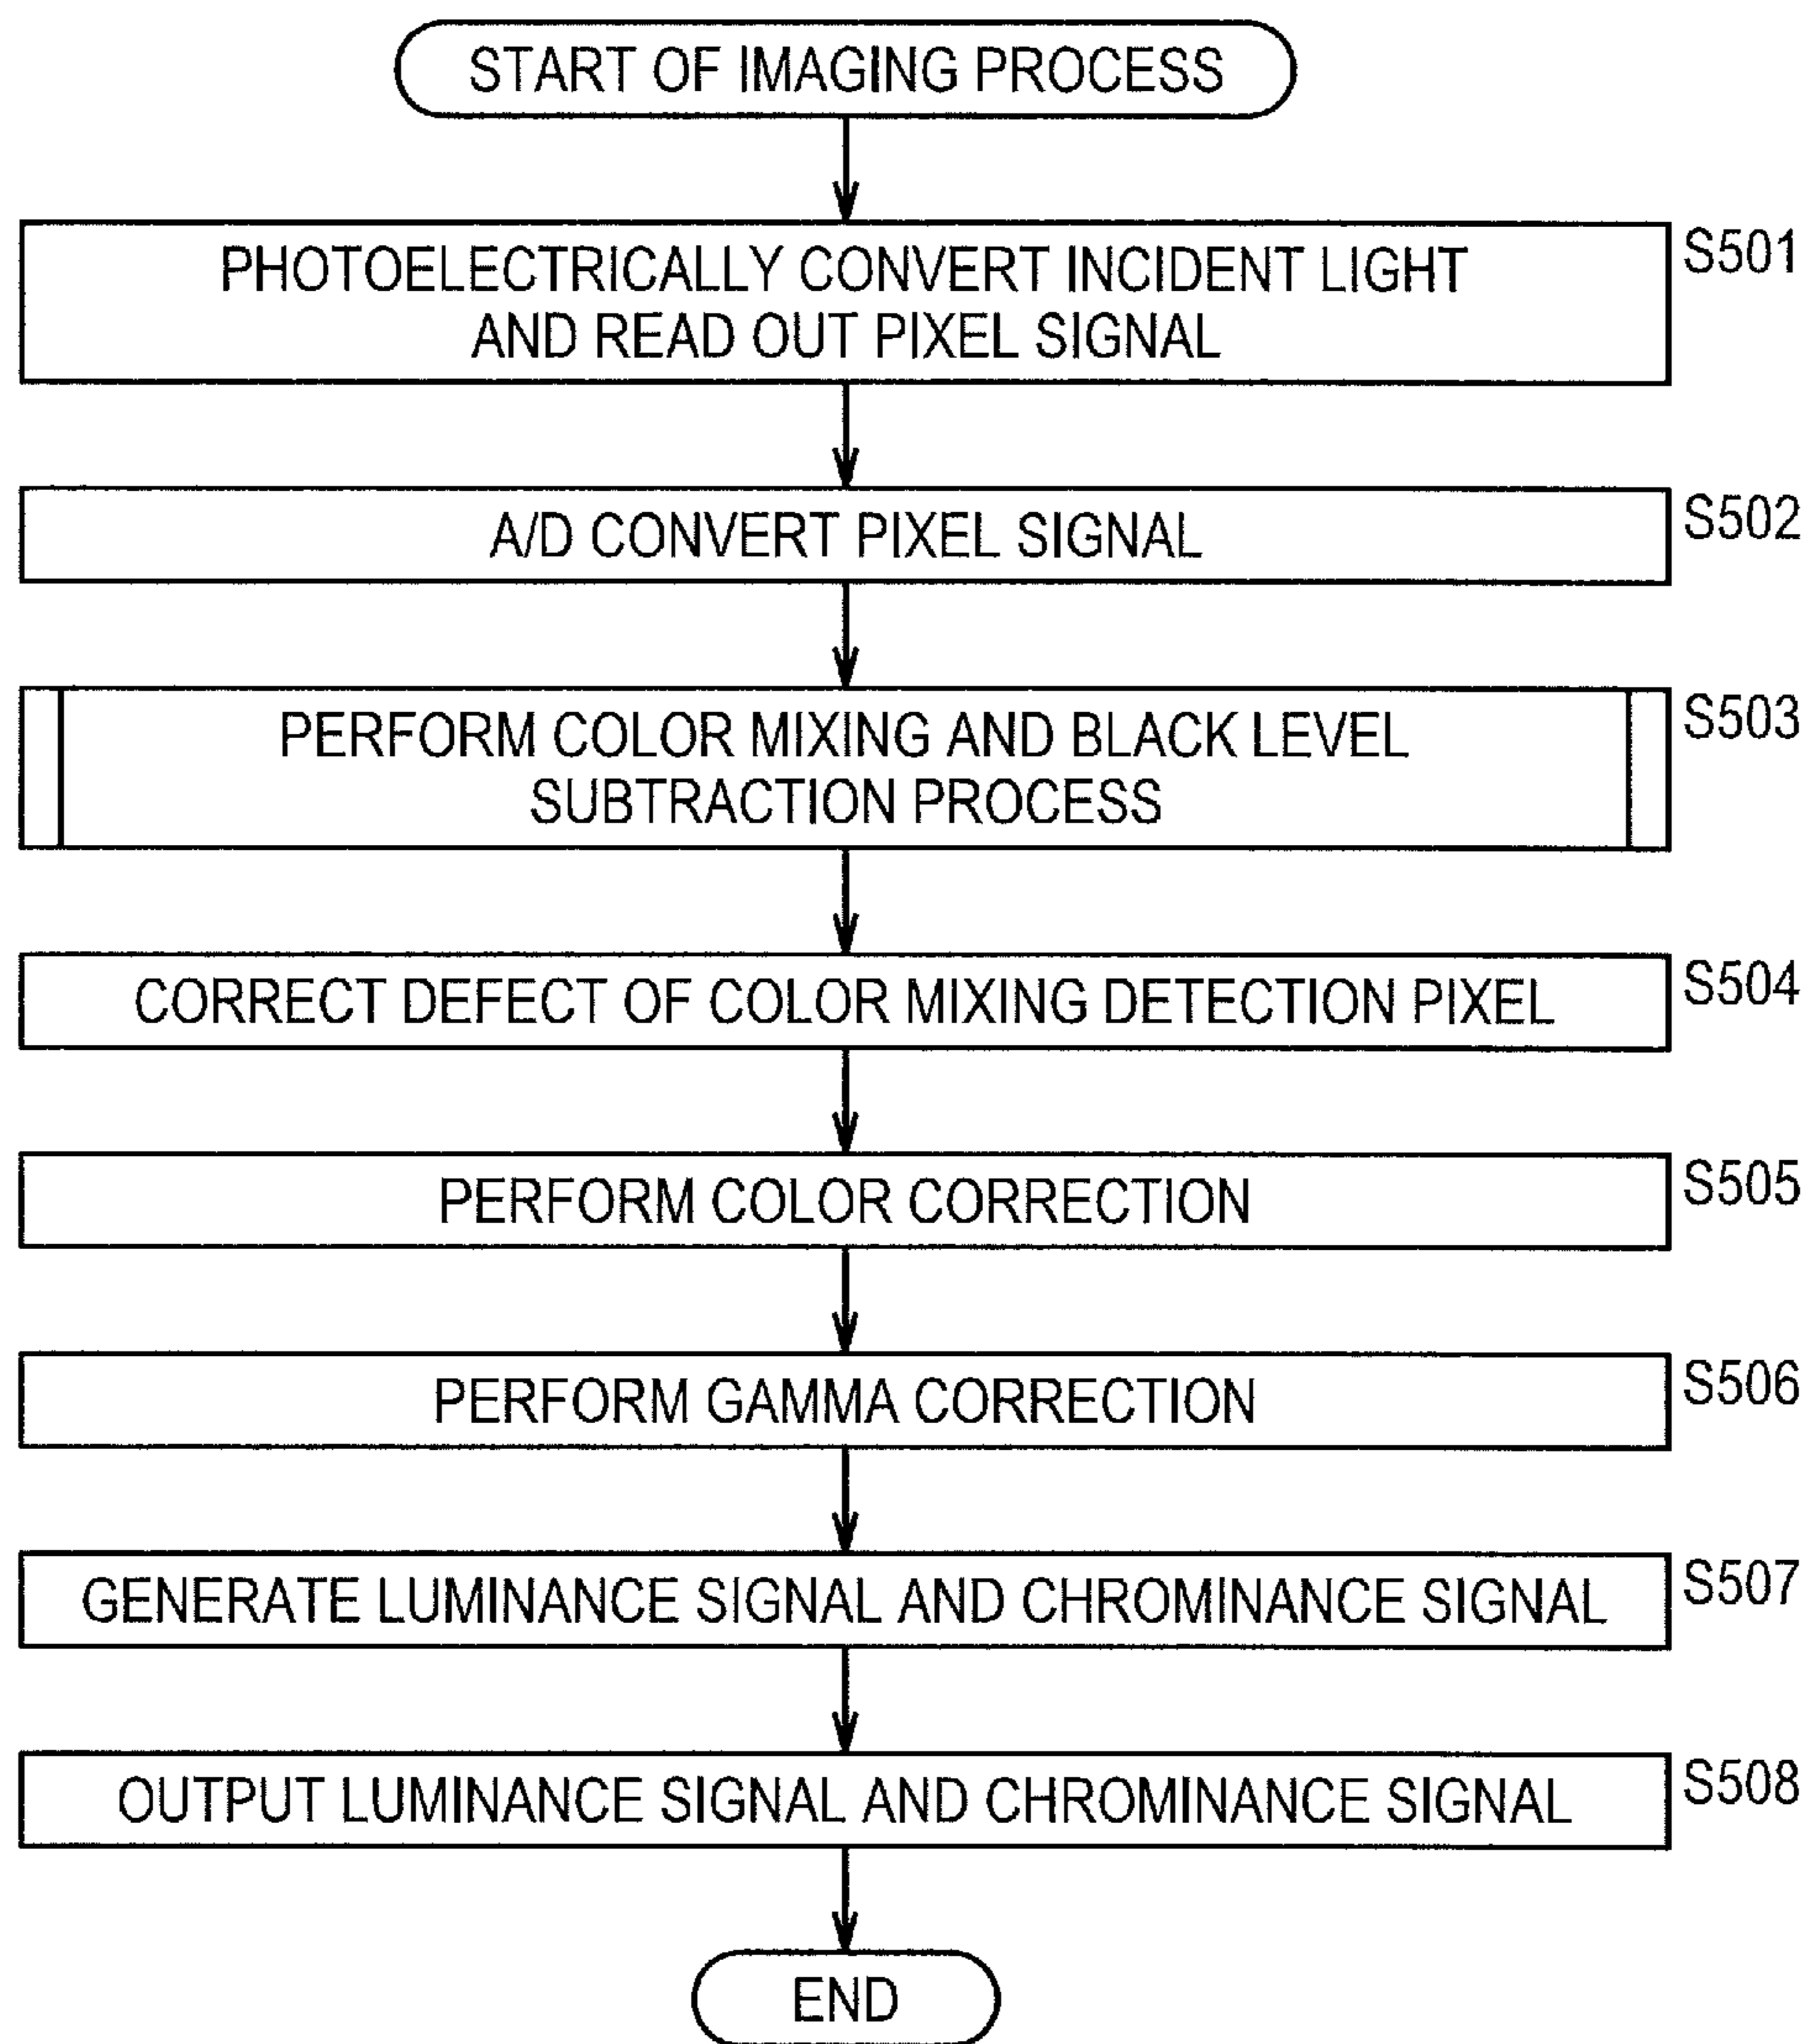 START OF IMAGING PROCESS
PHOTOELECTRICALLY CONVERT INCIDENT LIGHT
AND READ OUT PIXEL SIGNAL
S501
A/D CONVERT PIXEL SIGNAL
S502
PERFORM COLOR MIXING AND BLACK LEVEL
SUBTRACTION PROCESS
S503
CORRECT DEFECT OF COLOR MIXING DETECTION PIXEL
S504
PERFORM COLOR CORRECTION
S505
PERFORM GAMMA CORRECTION
S506
GENERATE LUMINANCE SIGNAL AND CHROMINANCE SIGNAL
S507
OUTPUT LUMINANCE SIGNAL AND CHROMINANCE SIGNAL
S508
END